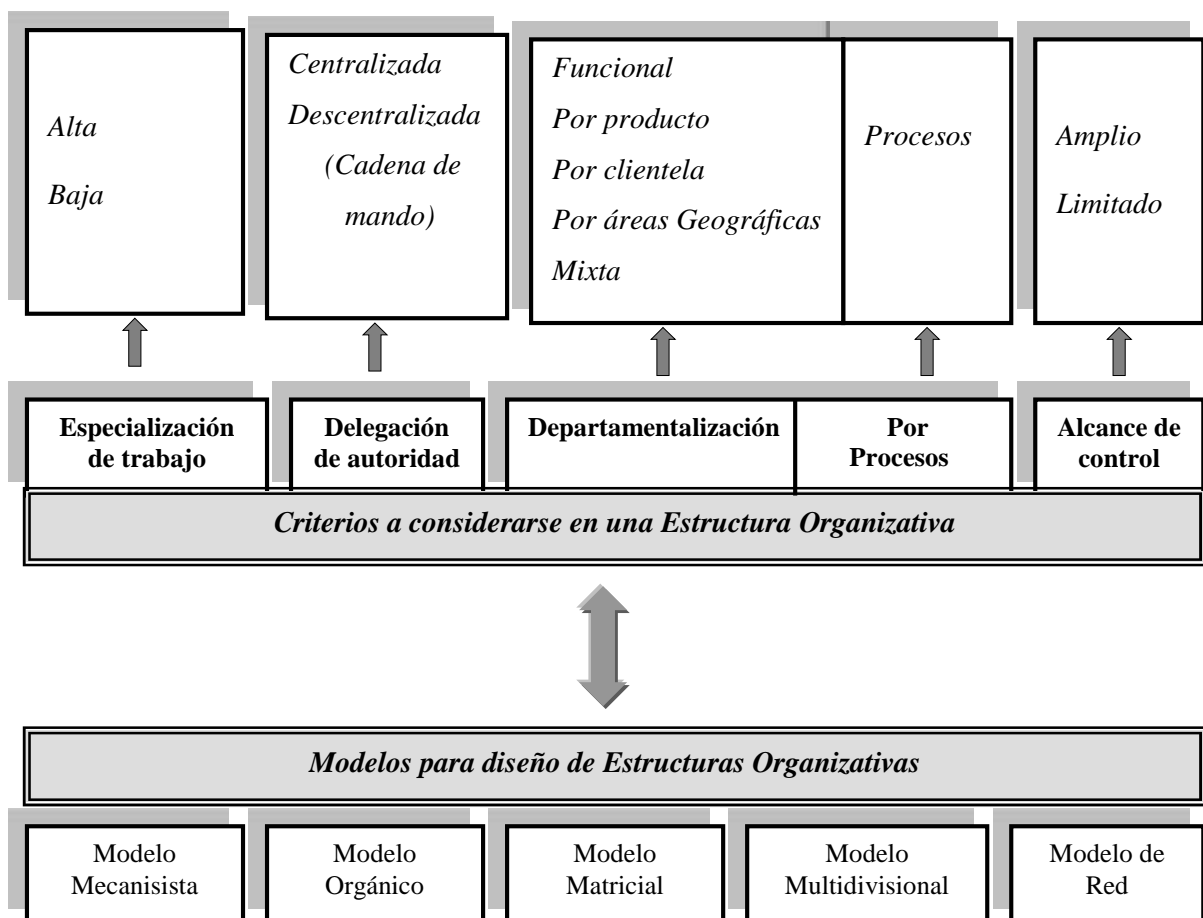 Alta
Baja
Centralizada
Descentralizada
(Cadena de
mando)
Funcional
Por producto
Por clientela
Por áreas Geográficas
Mixta
Procesos
Amplio
Limitado
Especialización
de trabajo
Delegación
de autoridad
Departamentalización
Por
Procesos
Alcance de
control
Criterios a considerarse en una Estructura Organizativa
Modelos para diseño de Estructuras Organizativas
Modelo
Mecanisista
Modelo
Orgánico
Modelo
Matricial
Modelo
Multidivisional
Modelo de
Red